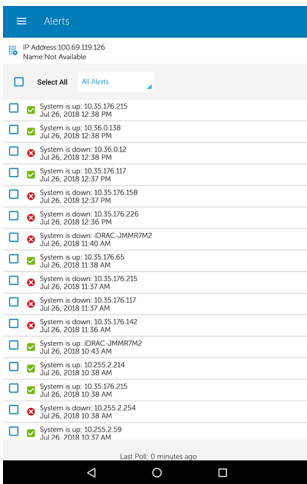 Alerts
IP Address:100.69.119.126
Name:Not Available
Select All
All Alerts
System is up: 10.35.176.215
Jul 26, 2018 12:38 PM
System is up: 10.36.0.138
Jul 26, 2018 12:38 PM
System is down: 10.36.0.12
Jul 26, 2018 12:38 PM
System is up: 10.35.176.117
Jul 26, 2018 12:37 PM
System is down: 10.35.176.158
Jul 26, 2018 12:37 PM
System is down: 10.35.176.226
Jul 26, 2018 12:36 PM
System is down: iDRAC-JMMR7M2
Jul 26, 2018 11:40 AM
System is up: 10.35.176.65
Jul 26, 2018 11:38 AM
System is down: 10.35.176.215
Jul 26, 2018 11:37 AM
System is down: 10.35.176.117
Jul 26, 2018 11:37 AM
System is down: 10.35.176.142
Jul 26, 2018 11:36 AM
System is up: iDRAC-JMMR7M2
Jul 26, 2018 10:43 AM
System is up: 10.255.2.214
Jul 26, 2018 10:38 AM
System is up: 10.35.176.215
Jul 26, 2018 10:38 AM
System is down: 10.255.2.254
Jul 26, 2018 10:38 AM
System is up: 10.255.2.59
Jul 26, 2018 10:37 AM
Last Poll: 0 minutes ago